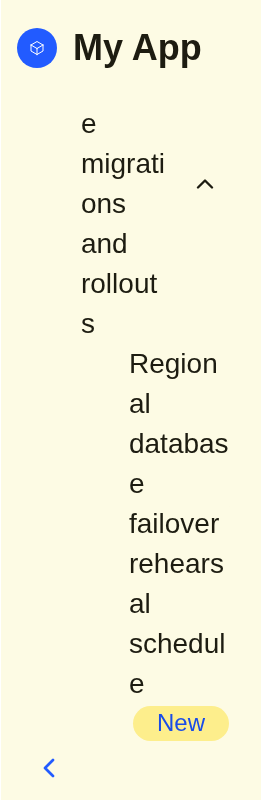 My App
e
migrati
ons
and
rollout
s
Region
al
databas
e
failover
rehears
al
schedul
e
New